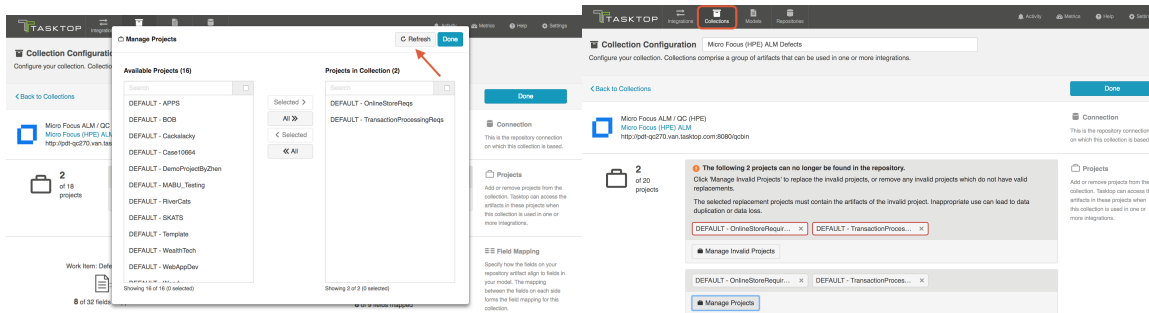 TASKTOP
Integrations
Activity
Metrics
Help
Settings
Collection Configuration
Configure your collection.
Back to Collections
Done
Micro Focus ALM / QC
Micro Focus (HPE) ALM
2
of 18
projects
Work Item:
8 of 32 fields
Manage Projects
Refresh
Done
Available Projects (16)
Search
DEFAULT - APPS
DEFAULT - BOB
DEFAULT - Cackalacky
DEFAULT - Case10664
DEFAULT - DemoProjectByZhen
DEFAULT - MABU_Testing
DEFAULT - RiverCats
DEFAULT - SKATS
DEFAULT - Template
DEFAULT - WealthTech
DEFAULT - WebAppDev
Showing 16 of 16 (0 selected)
Selected >
All
< Selected
All
Projects in Collection (2)
Search
DEFAULT - OnlineStoreReqs
DEFAULT - TransactionProcessingReqs
Showing 2 of 2 (0 selected)
Connection
This is the repository connection
on which this collection is based.
Projects
Add or remove projects from the
collection. Tasktop can access the
artifacts in these projects when
this collection is used in one or
more integrations.
Field Mapping
Specify how the fields on your
repository artifact align to fields in
your model. The mapping
between the fields on each side
forms the field mapping for this
collection.
TASKTOP
Integrations
Collections
Models
Repositories
Activity
Metrics
Help
Collection Configuration
Micro Focus (HPE) ALM Defects
Configure your collection. Collections comprise a group of artifacts that can be used in one or more integrations.
Back to Collections
Done
Micro Focus ALM / QC (HPE)
Micro Focus (HPE) ALM
http://pdt-qc270.van.tasktop.com:8080/qcbin
Connection
This is the repository connection
on which this collection is based
2
of 20
projects
The following 2 projects can no longer be found in the repository.
Click 'Manage Invalid Projects' to replace the invalid projects, or remove any invalid projects which do not have valid
replacements.
The selected replacement projects must contain the artifacts of the invalid project. Inappropriate use can lead to data
duplication or data loss.
DEFAULT - OnlineStoreRequir... ×
DEFAULT - TransactionProces... ×
Manage Invalid Projects
DEFAULT - OnlineStoreRequir... ×
DEFAULT - TransactionProces... ×
Manage Projects
Projects
Add or remove projects from the
collection. Tasktop can access
artifacts in these projects when
this collection is used in one or
more integrations.